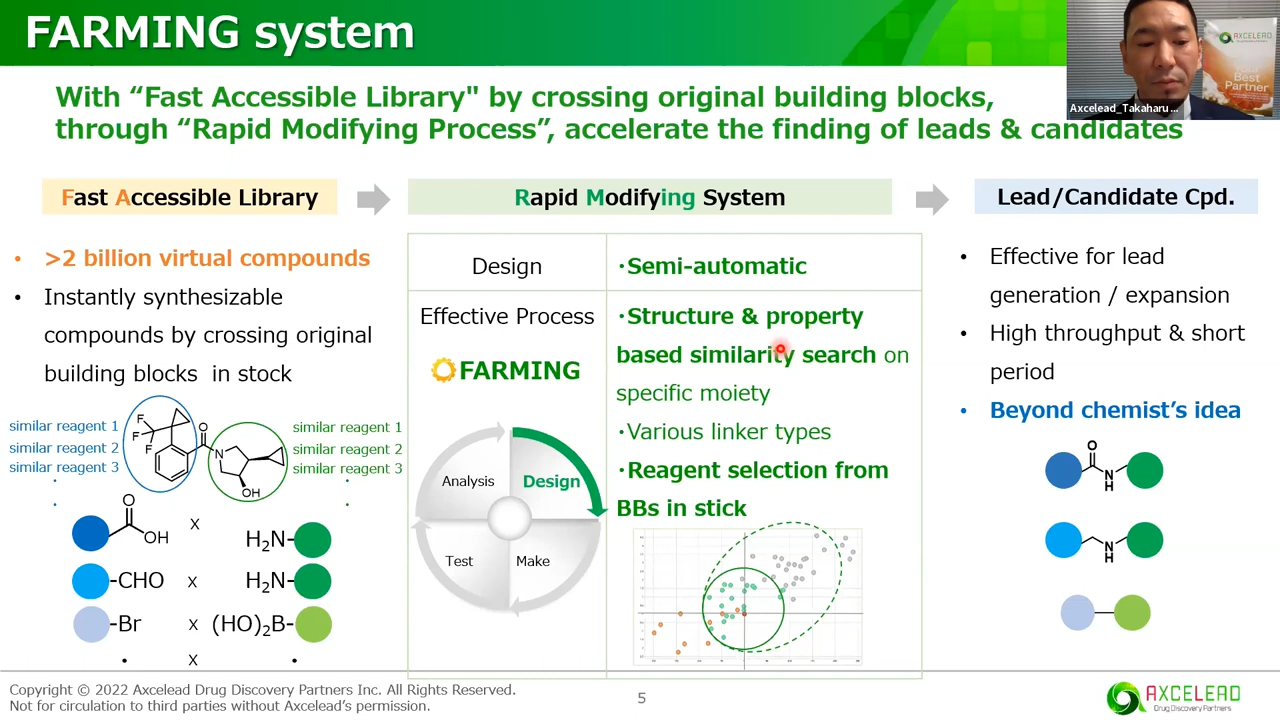 FARMING system
AXCELEAD
Best
Partner
Axcelead_Takaharu ...
With “Fast Accessible Library" by crossing original building blocks,
through “Rapid Modifying Process”, accelerate the finding of leads & candidates
Fast Accessible Library
Rapid Modifying System
Lead/Candidate Cpd.
• >2 billion virtual compounds
• Instantly synthesizable
compounds by crossing original
building blocks in stock
similar reagent 1
similar reagent 2
similar reagent 3
F
F
F
O
N
OH
similar reagent 1
similar reagent 2
similar reagent 3
O
OH
x
H₂N-
-CHO
x
H₂N-
-Br
x
(HO)₂B-
x
Design
・Semi-automatic
Effective Process
FARMING
・Structure & property
based similarity search on
specific moiety
・Various linker types
・Reagent selection from
BBs in stick
Analysis
Design
Test
Make
• Effective for lead
generation / expansion
• High throughput & short
period
• Beyond chemist’s idea
O
N
H
N
H
Copyright © 2022 Axcelead Drug Discovery Partners Inc. All Rights Reserved.
Not for circulation to third parties without Axcelead’s permission.
5
AXCELEAD
Drug Discovery Partners